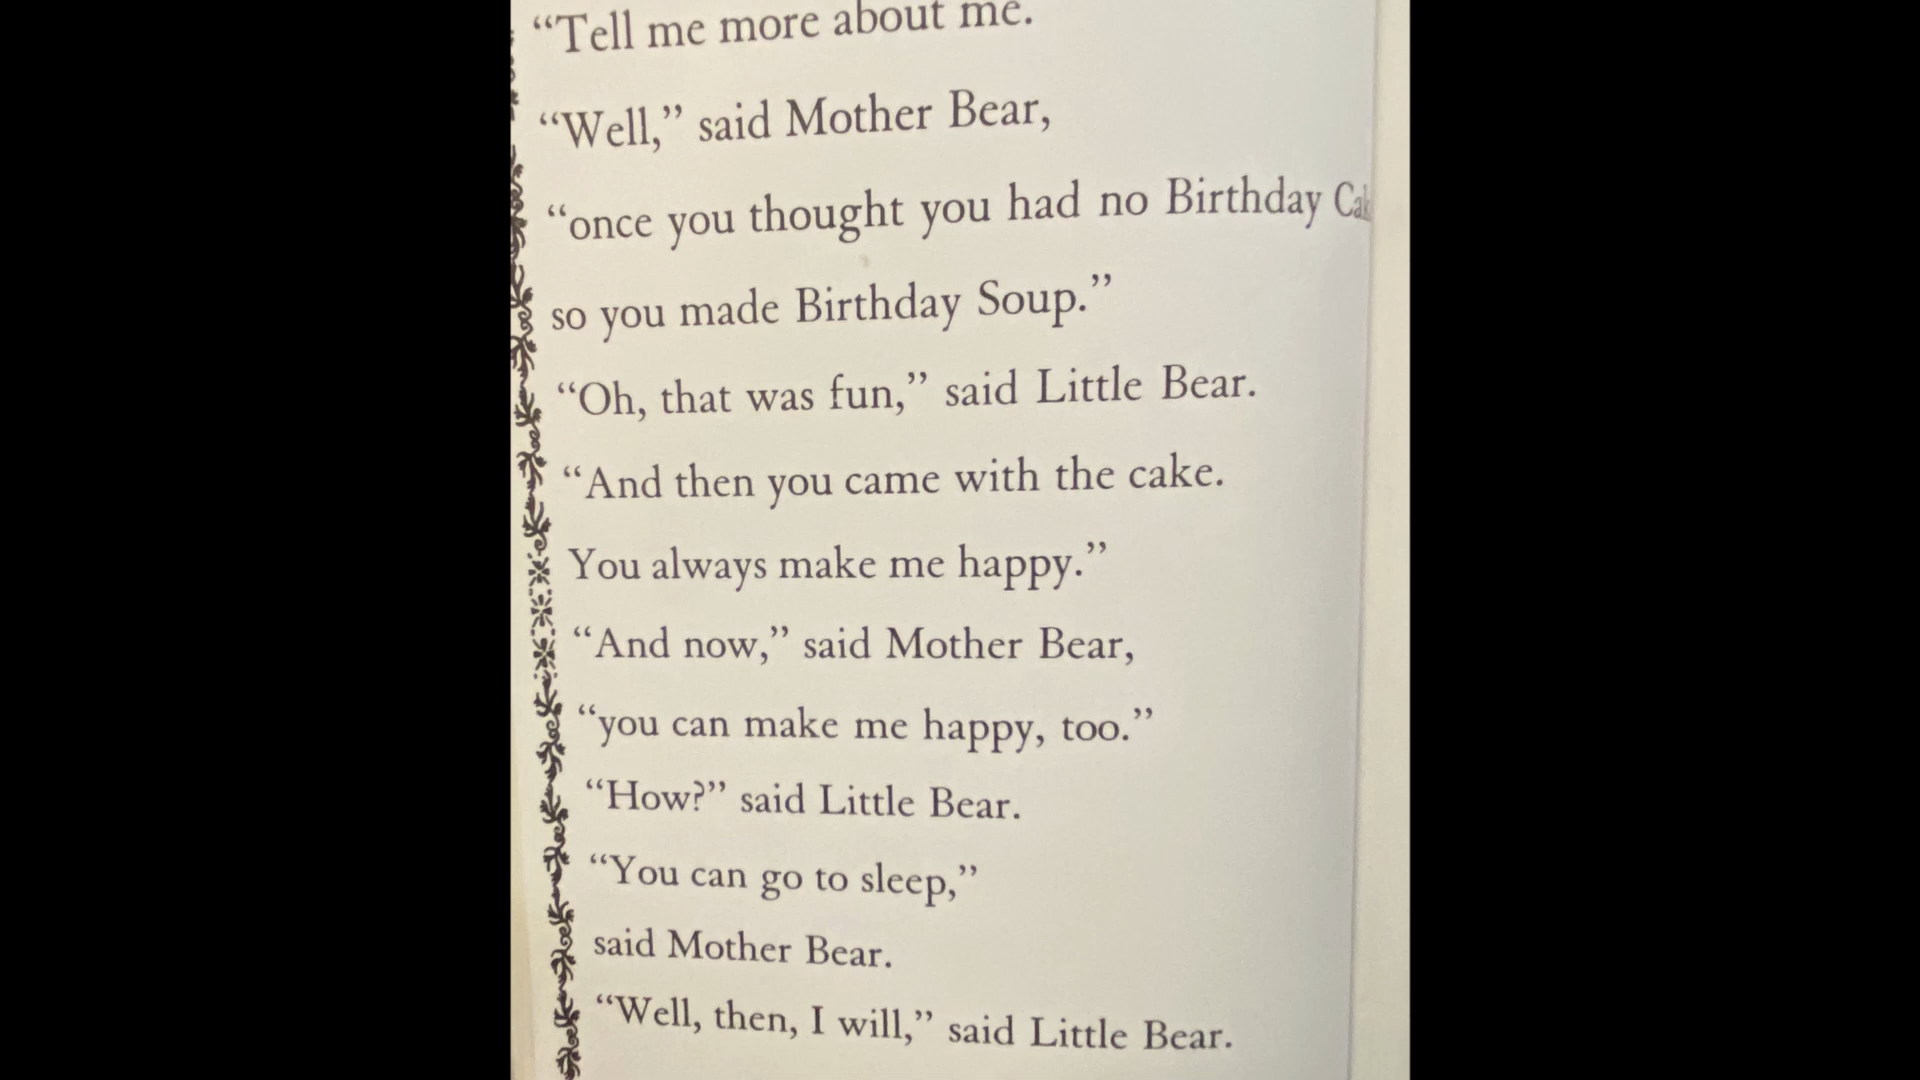 “Tell me more about me.
“Well,” said Mother Bear,
“once you thought you had no Birthday
so you made Birthday Soup.”
“Oh, that was fun,” said Little Bear.
“And then you came with the cake.
You always make me happy.”
“And now,” said Mother Bear,
“you can make me happy, too.”
“How?” said Little Bear.
“You can go to sleep,”
said Mother Bear.
“Well, then, I will,” said Little Bear.